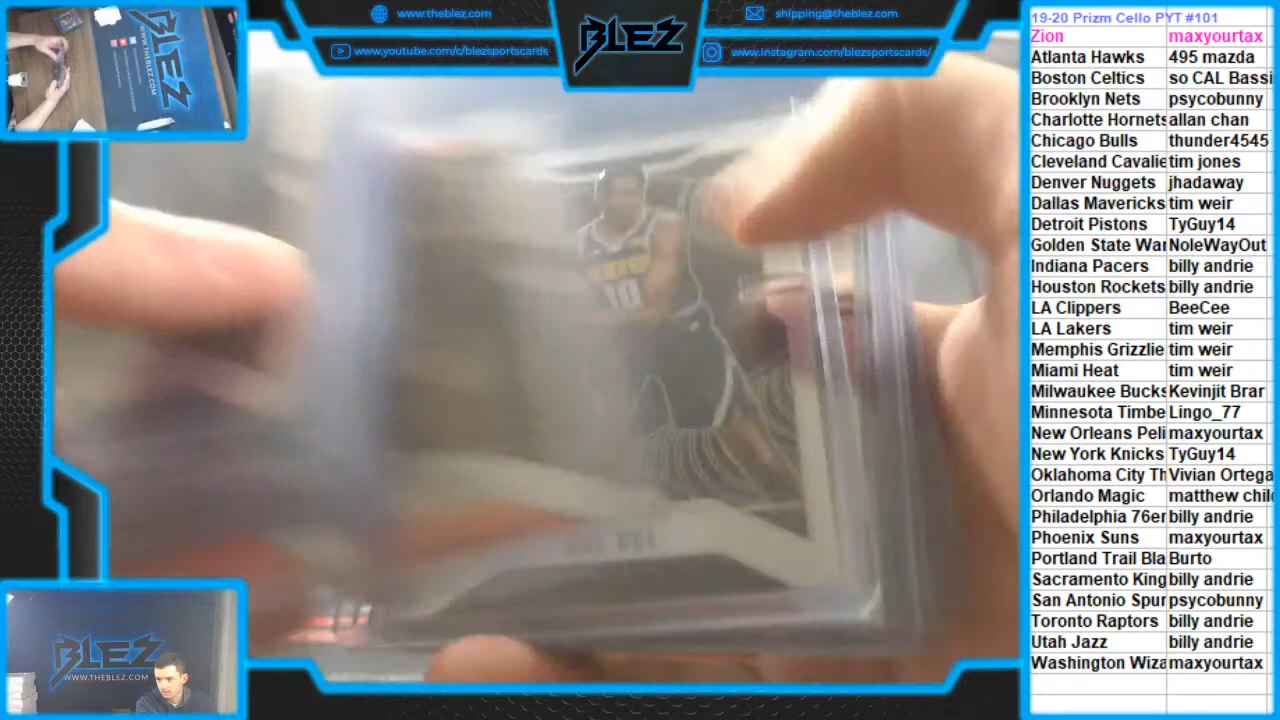 www.theblez.com
www.youtube.com/c/blezsportscards
BLEZ
shipping@theblez.com
www.instagram.com/blezsportscards/
BLEZ
WWW.THEBLEZ.COM
10
BLEZ
WWW.THEBLEZ.COM
19-20 Prizm Cello PYT #101
Zion maxyourtax
Atlanta Hawks 495 mazda
Boston Celtics so CAL Bassi
Brooklyn Nets psycobunny
Charlotte Hornets allan chan
Chicago Bulls thunder4545
Cleveland Cavalie tim jones
Denver Nuggets jhadaway
Dallas Mavericks tim weir
Detroit Pistons TyGuy14
Golden State War NoleWayOut
Indiana Pacers billy andrie
Houston Rockets billy andrie
LA Clippers BeeCee
LA Lakers tim weir
Memphis Grizzlie tim weir
Miami Heat tim weir
Milwaukee Bucks Kevinjit Brar
Minnesota Timbe Lingo_77
New Orleans Peli maxyourtax
New York Knicks TyGuy14
Oklahoma City Th Vivian Ortega
Orlando Magic matthew chil
Philadelphia 76er billy andrie
Phoenix Suns maxyourtax
Portland Trail Bla Burto
Sacramento King billy andrie
San Antonio Spur psycobunny
Toronto Raptors billy andrie
Utah Jazz billy andrie
Washington Wiza maxyourtax